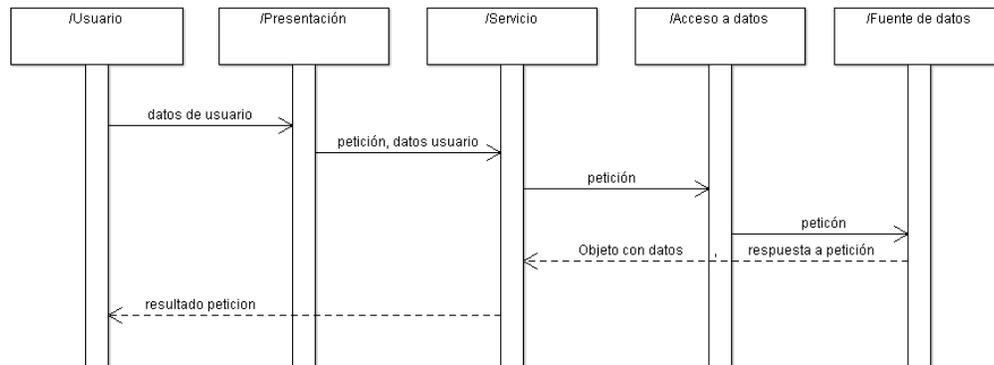 /Usuario
/Presentación
/Servicio
/Acceso a datos
/Fuente de datos
datos de usuario
petición, datos usuario
petición
peticón
Objeto con datos , respuesta a petición
resultado peticion